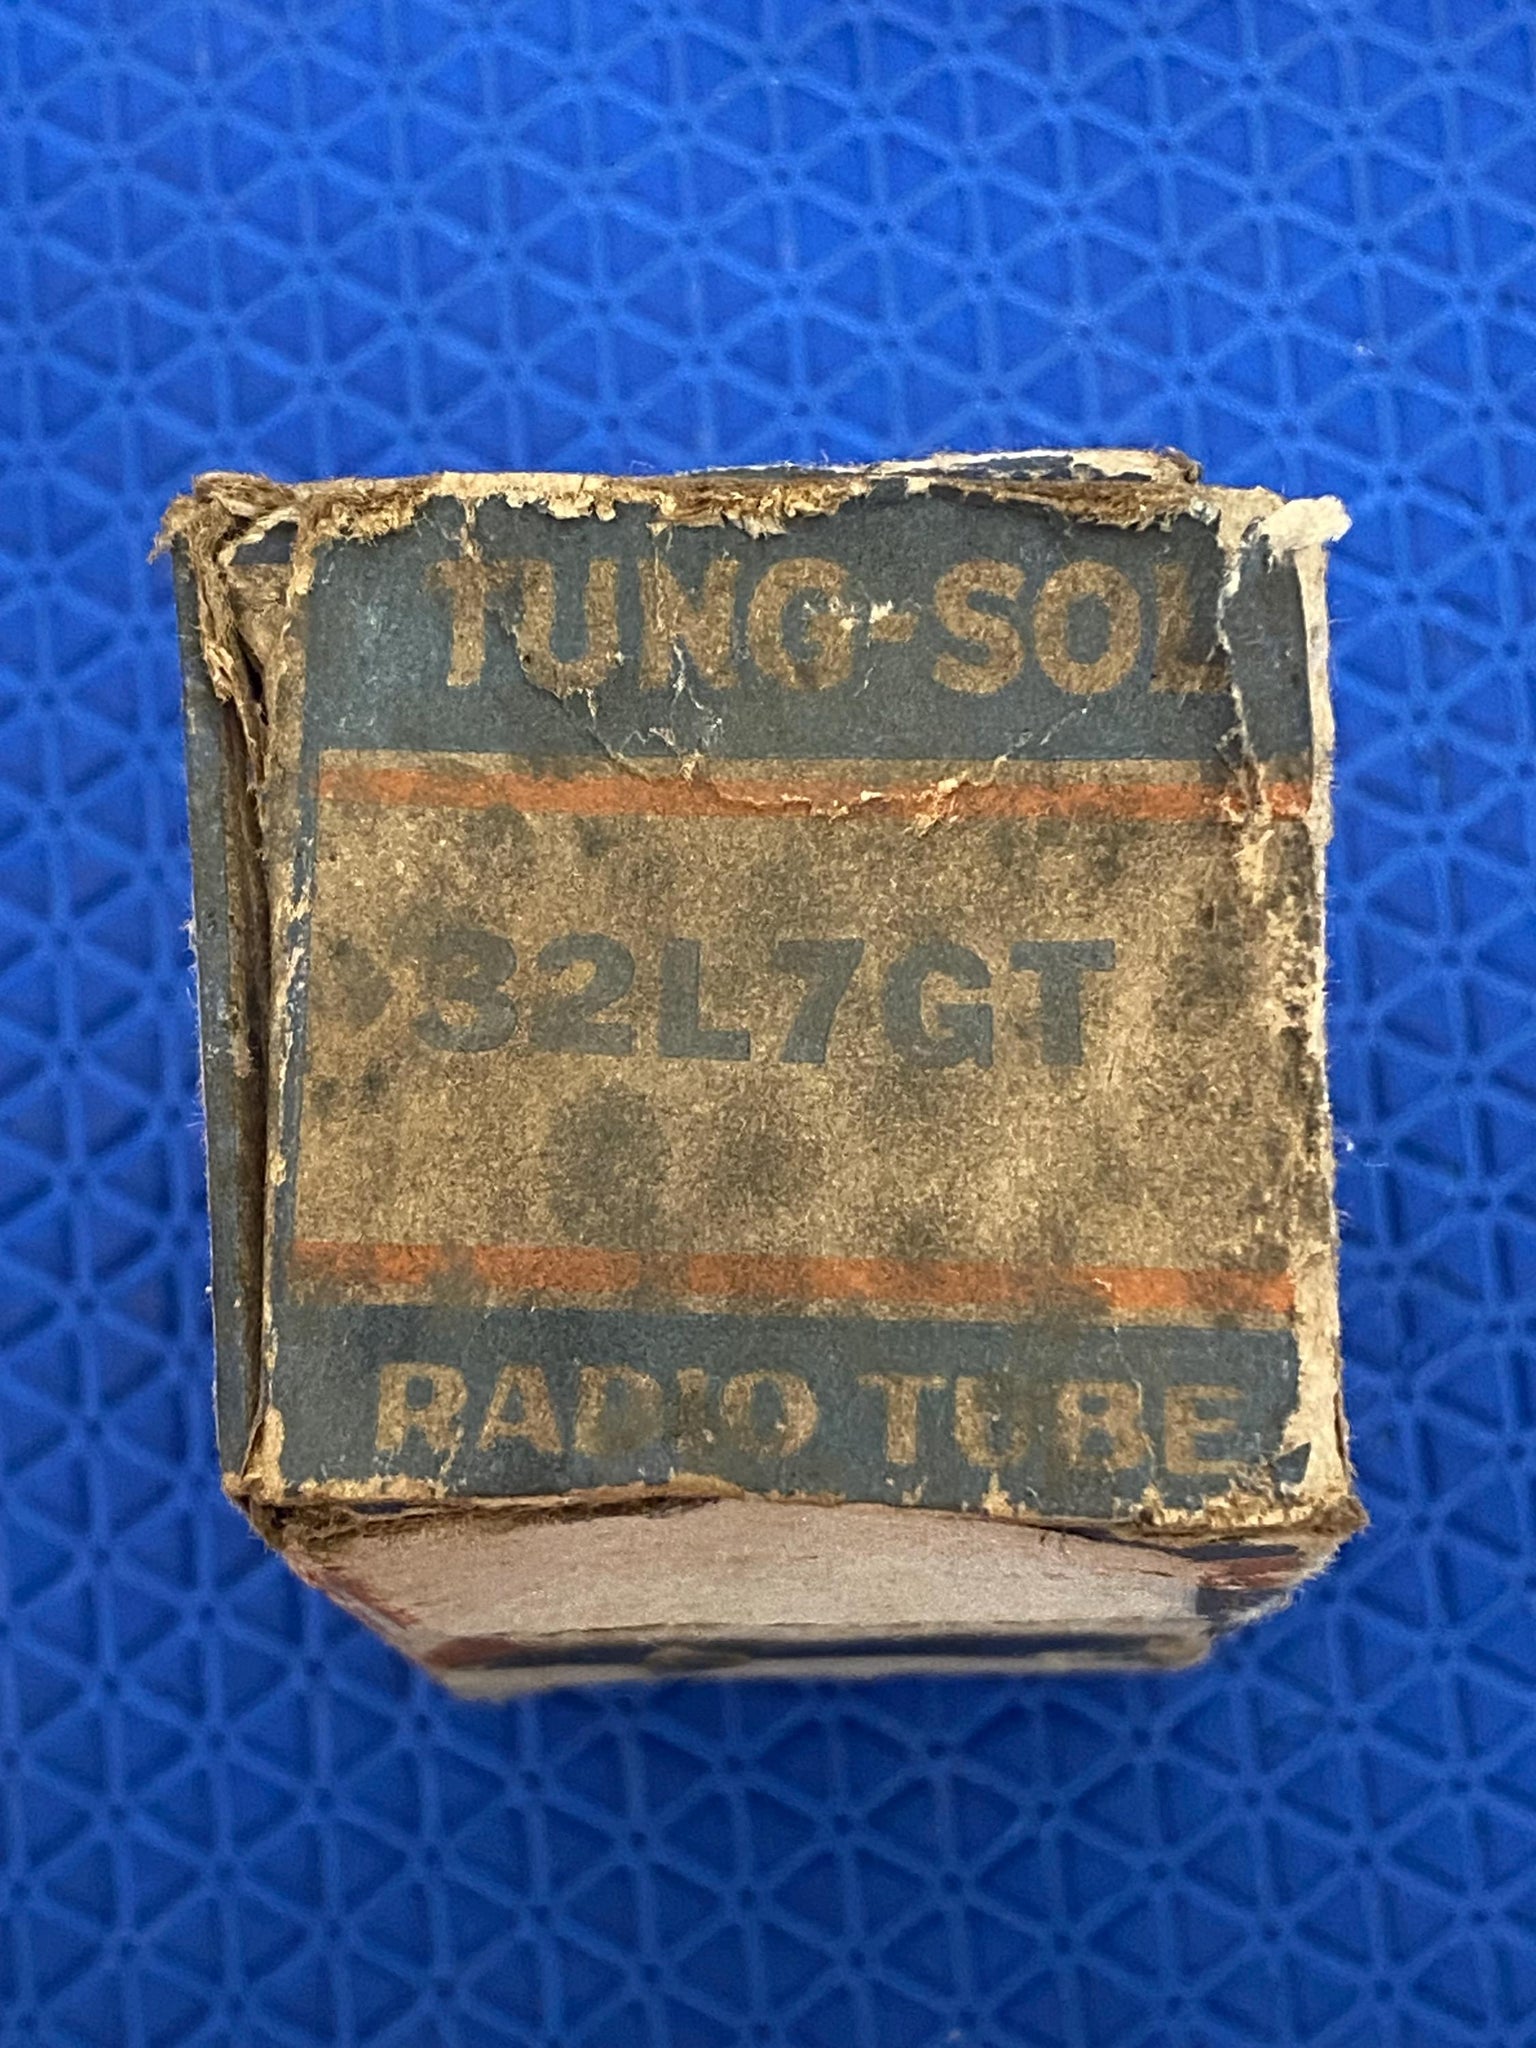 TUNG-SOL
32L7GT
RADIO TUBE